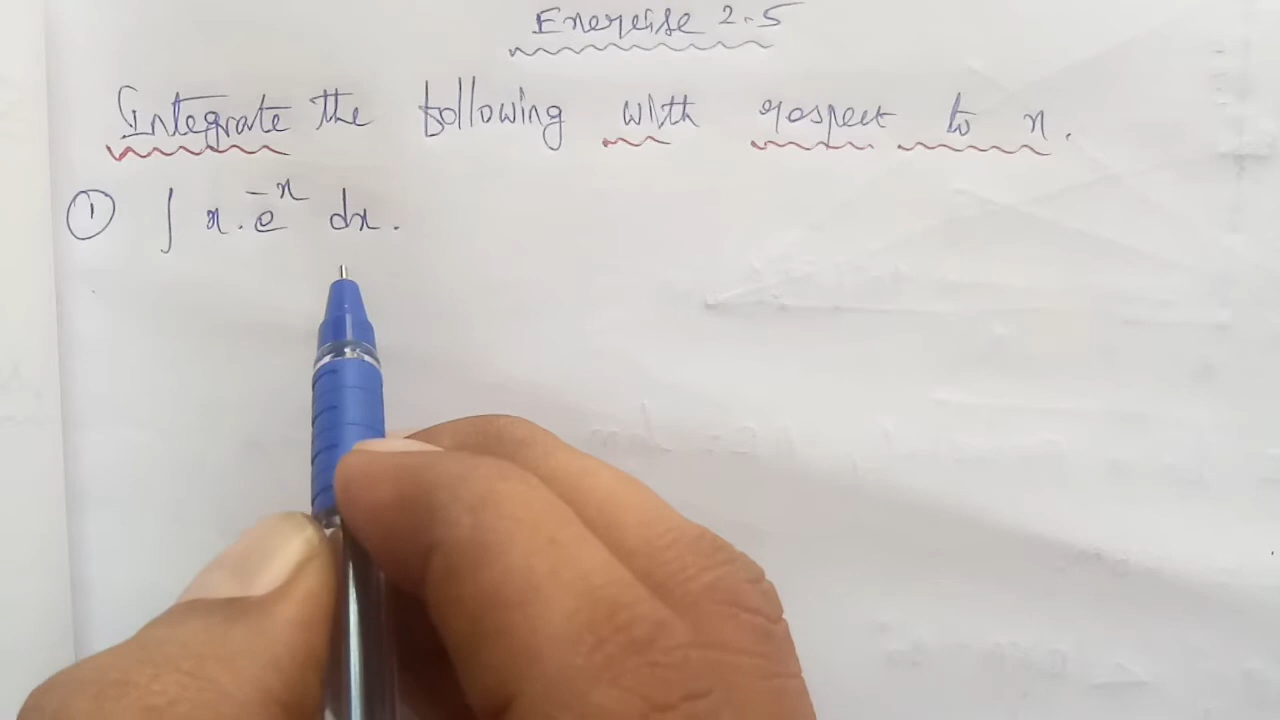 Exercise 2.5
Integrate the following with respect to x.
① ∫ x.e⁻ˣ dx.